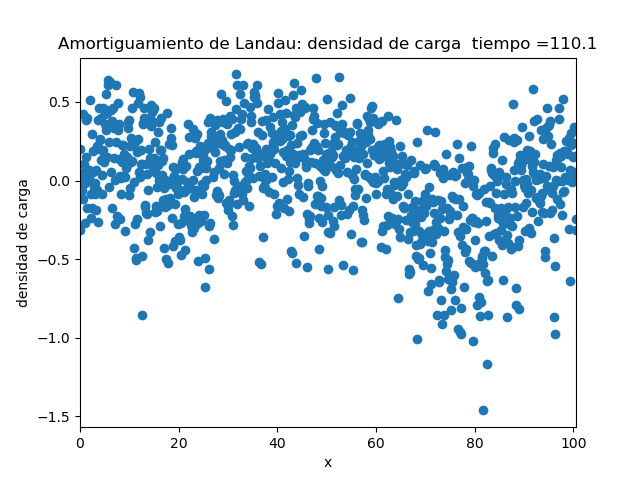 Amortiguamiento de Landau: densidad de carga  tiempo =110.1
0.5
0.0
−0.5
−1.0
−1.5
densidad de carga
0 20 40 60 80 100
x